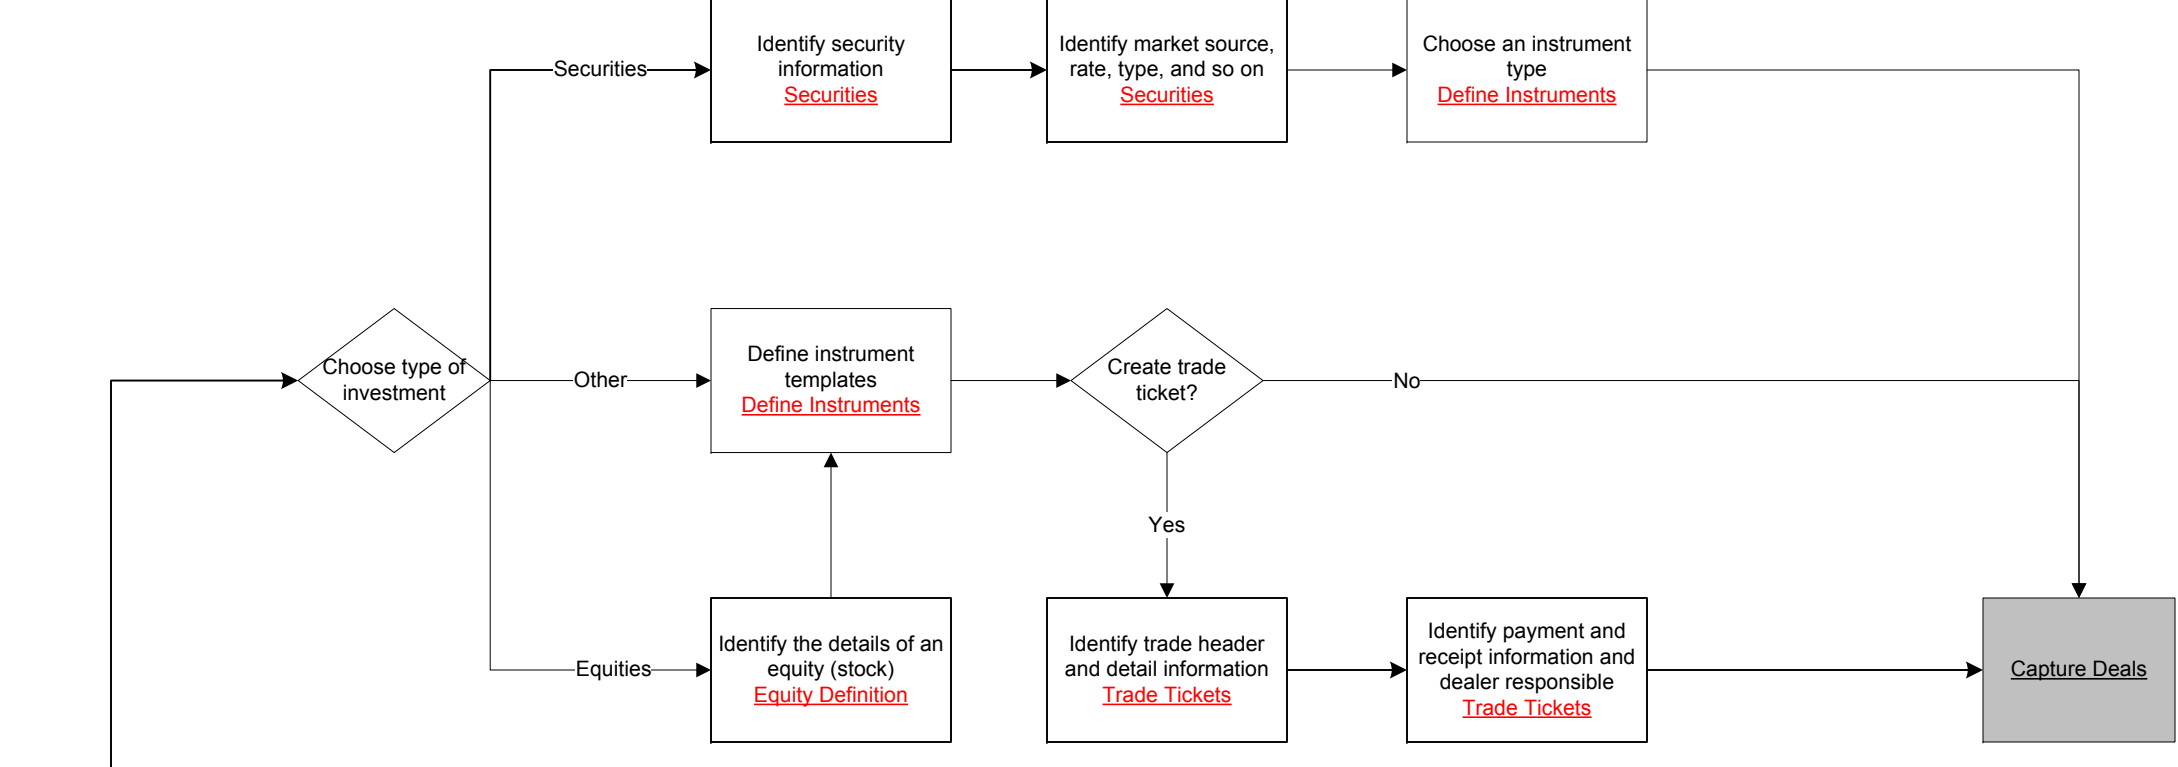 Securities
Identify security
information
Securities
Identify market source,
rate, type, and so on
Securities
Choose an instrument
type
Define Instruments
Choose type of
investment
Other
Define instrument
templates
Define Instruments
Create trade
ticket?
No
Yes
Equities
Identify the details of an
equity (stock)
Equity Definition
Identify trade header
and detail information
Trade Tickets
Identify payment and
receipt information and
dealer responsible
Trade Tickets
Capture Deals